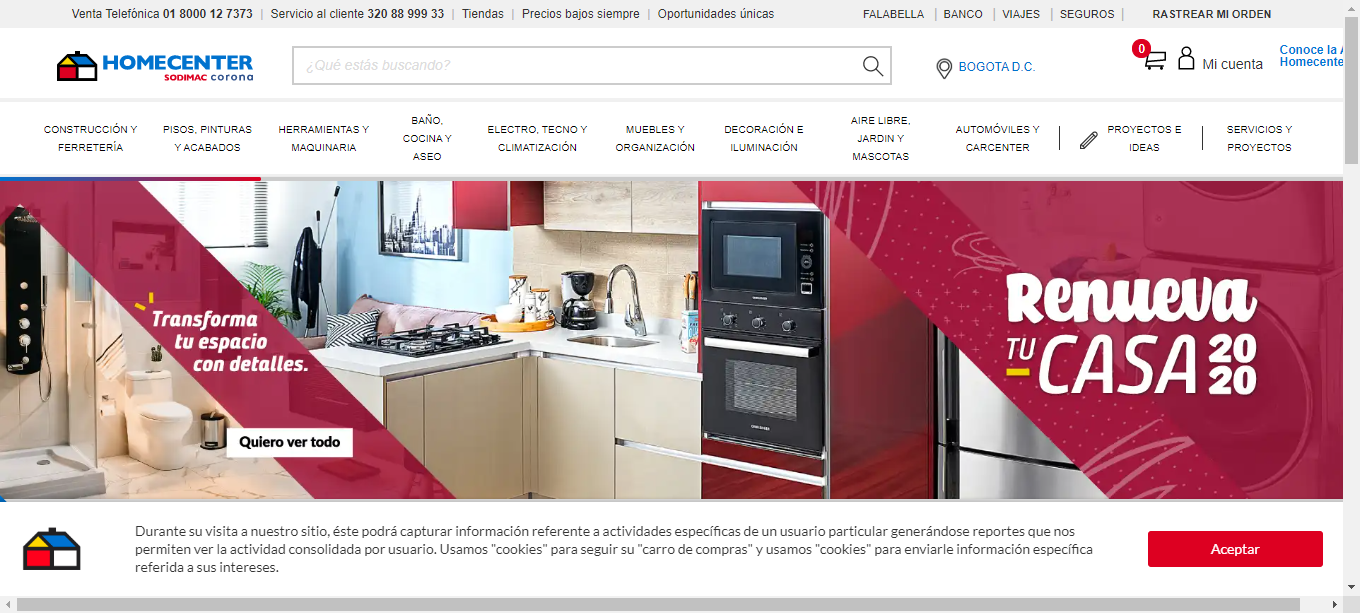 Venta Telefónica 01 8000 12 7373 | Servicio al cliente 320 88 999 33 | Tiendas | Precios bajos siempre | Oportunidades únicas
FALABELLA | BANCO | VIAJES | SEGUROS | RASTREAR MI ORDEN
HOMECENTER
SODIMAC corona
¿Qué estás buscando?
BOGOTA D.C.
0
Mi cuenta
Conoce la A
Homecente
CONSTRUCCIÓN Y
FERRETERÍA
PISOS, PINTURAS
Y ACABADOS
HERRAMIENTAS Y
MAQUINARIA
BAÑO,
COCINA Y
ASEO
ELECTRO, TECNO Y
CLIMATIZACIÓN
MUEBLES Y
ORGANIZACIÓN
DECORACIÓN E
ILUMINACIÓN
AIRE LIBRE,
JARDIN Y
MASCOTAS
AUTOMÓVILES Y
CARCENTER
PROYECTOS E
IDEAS
SERVICIOS Y
PROYECTOS
Transforma
tu espacio
con detalles.
Quiero ver todo
Renueva
TU CASA 2020
Durante su visita a nuestro sitio, éste podrá capturar información referente a actividades específicas de un usuario particular generándose reportes que nos
permiten ver la actividad consolidada por usuario. Usamos "cookies" para seguir su "carro de compras" y usamos "cookies" para enviarle información específica
referida a sus intereses.
Aceptar